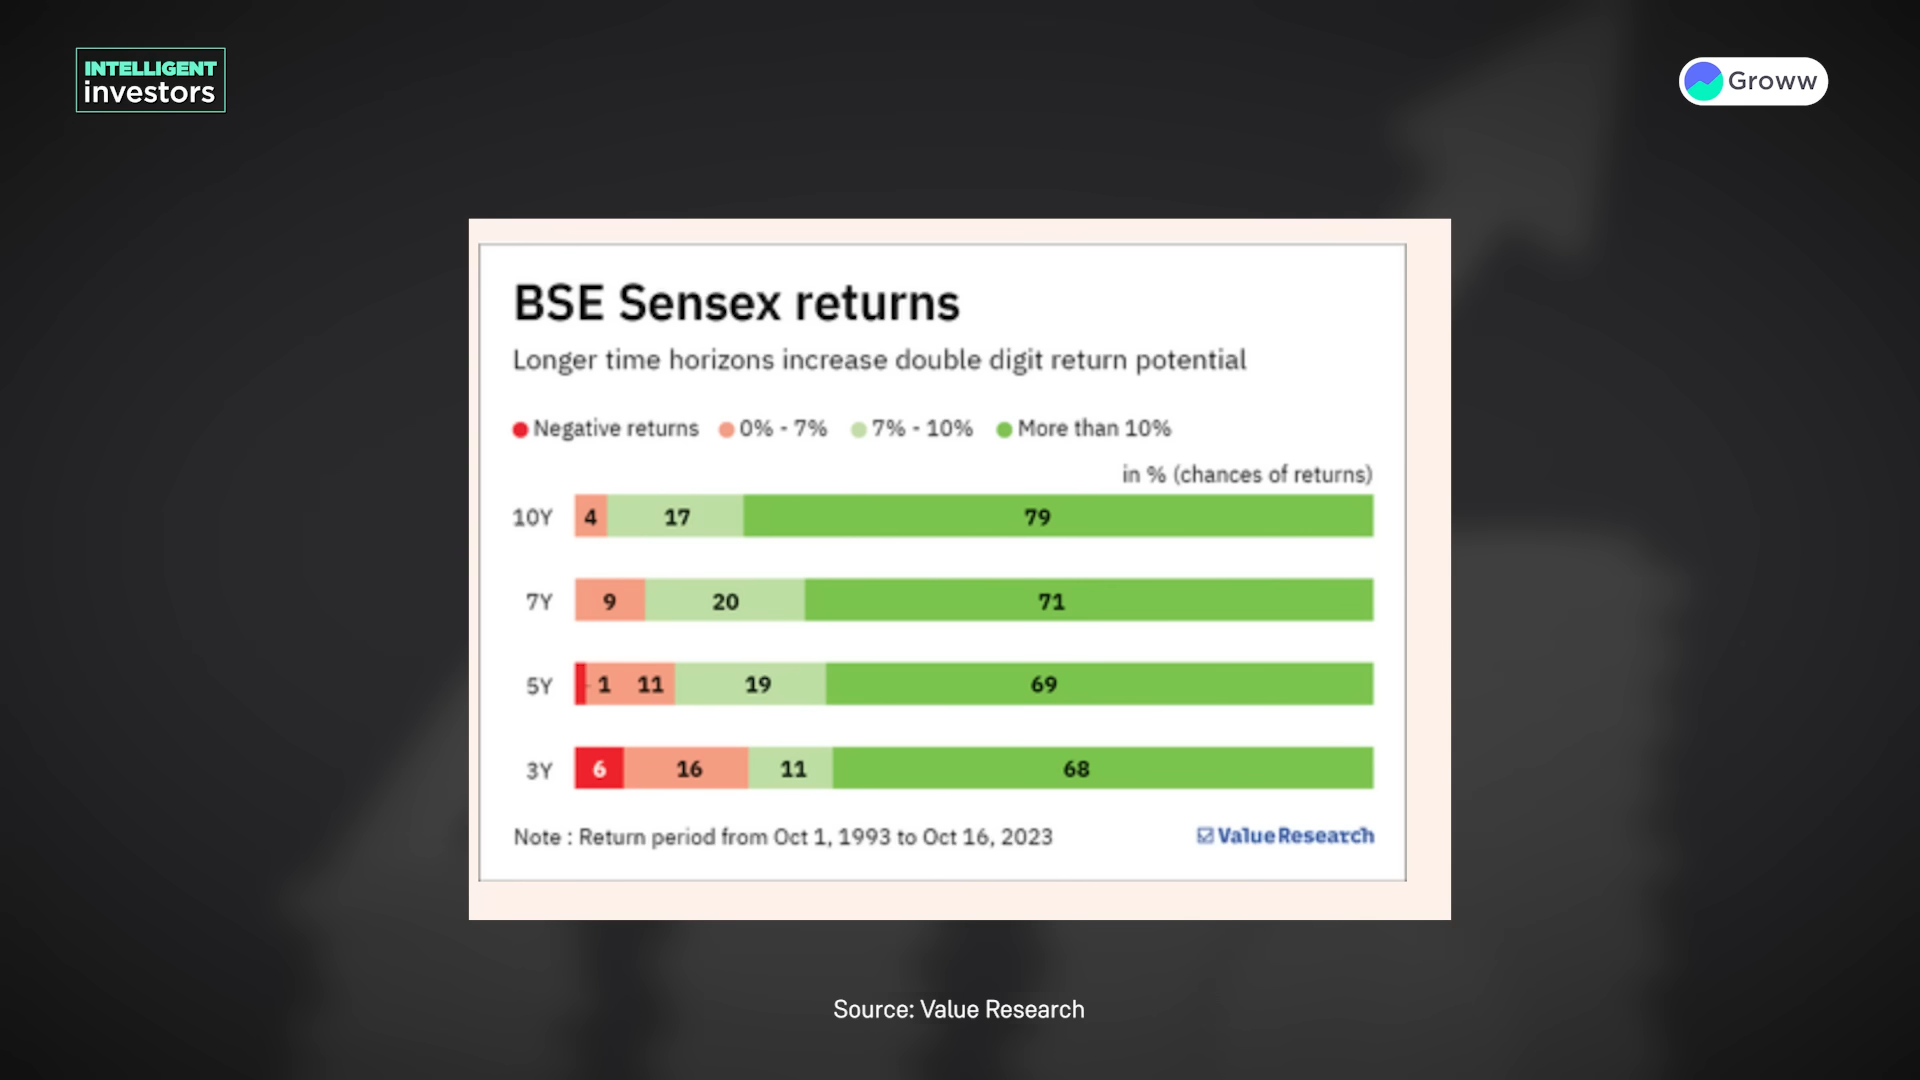 INTELLIGENT
investors
Groww
BSE Sensex returns
Longer time horizons increase double digit return potential
Negative returns 0% - 7% 7% - 10% More than 10%
in % (chances of returns)
10Y 4 17 79
7Y 9 20 71
5Y 1 11 19 69
3Y 6 16 11 68
Note : Return period from Oct 1, 1993 to Oct 16, 2023
ValueResearch
Source: Value Research